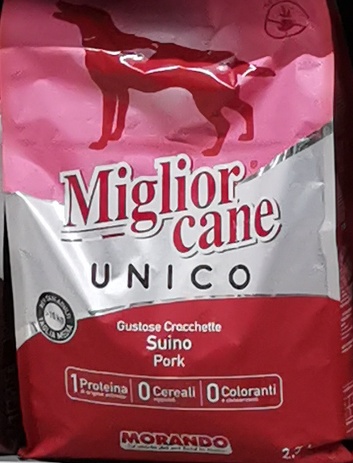 Miglior
cane
UNICO
Gustose Crocchette
Suino
Pork
1 Proteina
0 Cereali
0 Coloranti
MORANDO